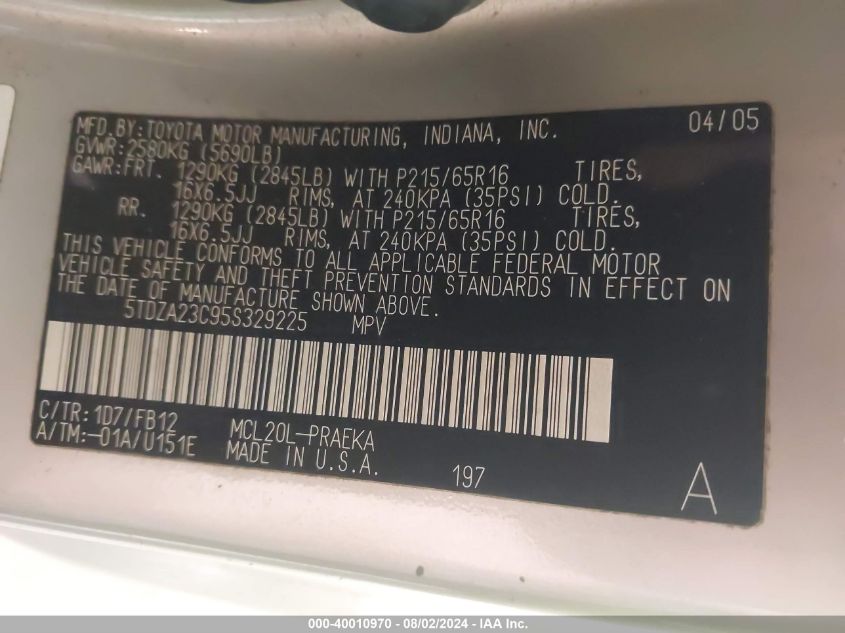 MFD.BY:TOYOTA MOTOR MANUFACTURING, INDIANA, INC. 04/05
GVWR:2580KG (5690LB)
GAWR:FRT. 1290KG (2845LB) WITH P215/65R16 TIRES,
16X6.5JJ RIMS, AT 240KPA (35PSI) COLD.
RR. 1290KG (2845LB) WITH P215/65R16 TIRES,
16X6.5JJ RIMS, AT 240KPA (35PSI) COLD.
THIS VEHICLE CONFORMS TO ALL APPLICABLE FEDERAL MOTOR
VEHICLE SAFETY AND THEFT PREVENTION STANDARDS IN EFFECT ON
THE DATE OF MANUFACTURE SHOWN ABOVE.
5TDZA23C95S329225 MPV
C/TR: 1D7/FB12 MCL20L-PRAEKA
A/TM:-01A/U151E MADE IN U.S.A. 197 A
000-40010970 - 08/02/2024 - IAA Inc.